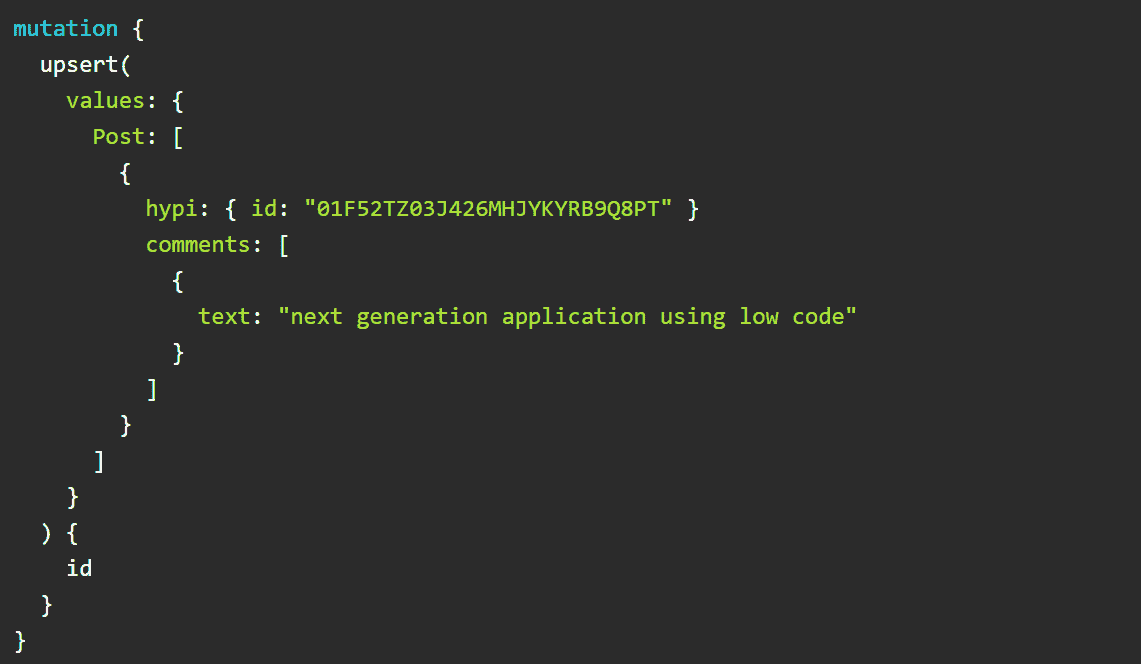 mutation {
  upsert(
    values: {
      Post: [
        {
          hypi: { id: "01F52TZ03J426MHJYKYRB9Q8PT" }
          comments: [
            {
              text: "next generation application using low code"
            }
          ]
        }
      ]
    }
  ) {
    id
  }
}